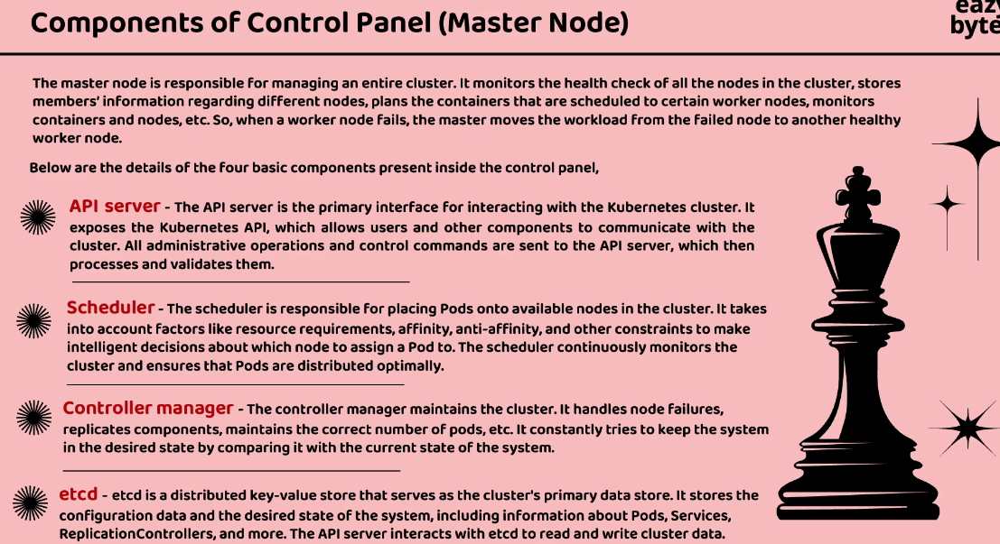 Components of Control Panel (Master Node)
eazy
byte
The master node is responsible for managing an entire cluster. It monitors the health check of all the nodes in the cluster, stores
members' information regarding different nodes, plans the containers that are scheduled to certain worker nodes, monitors
containers and nodes, etc. So, when a worker node fails, the master moves the workload from the failed node to another healthy
worker node.
Below are the details of the four basic components present inside the control panel,
API server - The API server is the primary interface for interacting with the Kubernetes cluster. It
exposes the Kubernetes API, which allows users and other components to communicate with the
cluster. All administrative operations and control commands are sent to the API server, which then
processes and validates them.
Scheduler - The scheduler is responsible for placing Pods onto available nodes in the cluster. It takes
into account factors like resource requirements, affinity, anti-affinity, and other constraints to make
intelligent decisions about which node to assign a Pod to. The scheduler continuously monitors the
cluster and ensures that Pods are distributed optimally.
Controller manager - The controller manager maintains the cluster. It handles node failures,
replicates components, maintains the correct number of pods, etc. It constantly tries to keep the system
in the desired state by comparing it with the current state of the system.
etcd - etcd is a distributed key-value store that serves as the cluster's primary data store. It stores the
configuration data and the desired state of the system, including information about Pods, Services,
ReplicationControllers, and more. The API server interacts with etcd to read and write cluster data.